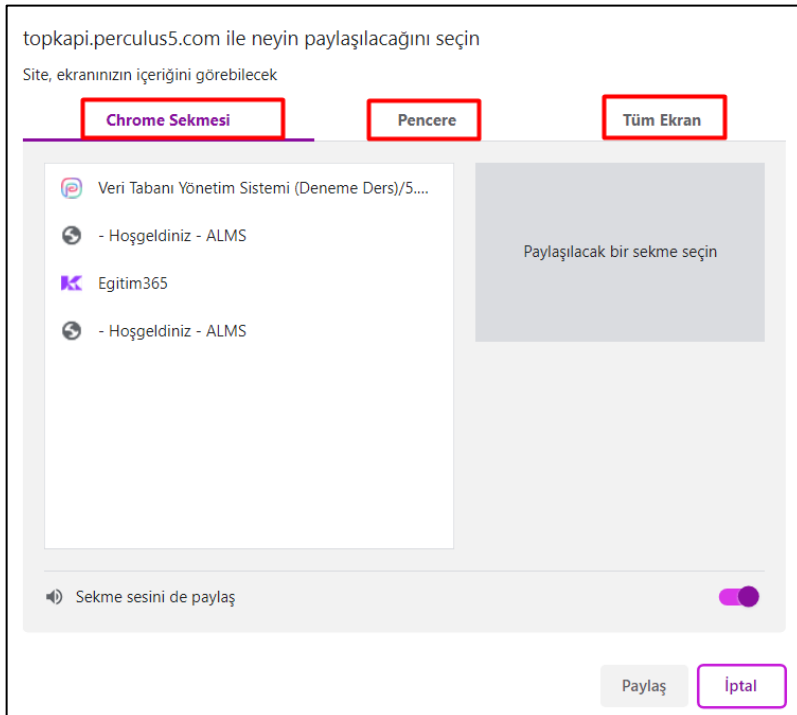 topkapi.perculus5.com ile neyin paylaşılacağını seçin
Site, ekranınızın içeriğini görebilecek
Chrome Sekmesi
Pencere
Tüm Ekran
Veri Tabanı Yönetim Sistemi (Deneme Ders)/5....
- Hoşgeldiniz - ALMS
Egitim365
- Hoşgeldiniz - ALMS
Paylaşılacak bir sekme seçin
Sekme sesini de paylaş
Paylaş
İptal